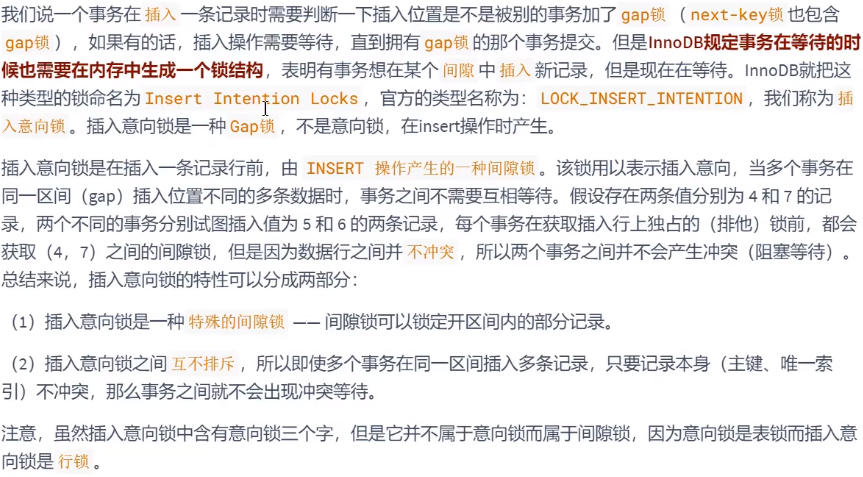 我们说一个事务在 插入 一条记录时需要判断一下插入位置是不是被别的事务加了 gap锁 （ next-key锁 也包含
gap锁 ），如果有的话，插入操作需要等待，直到拥有 gap锁 的那个事务提交。但是InnoDB规定事务在等待的时
候也需要在内存中生成一个锁结构，表明有事务想在某个 间隙 中 插入 新记录，但是现在在等待。InnoDB就把这
种类型的锁命名为 Insert Intention Locks ，官方的类型名称为： LOCK_INSERT_INTENTION ，我们称为 插
入意向锁 。插入意向锁是一种 Gap锁 ，不是意向锁，在insert操作时产生。
插入意向锁是在插入一条记录行前，由 INSERT 操作产生的一种间隙锁 。该锁用以表示插入意向，当多个事务在
同一区间（gap）插入位置不同的多条数据时，事务之间不需要互相等待。假设存在两条值分别为 4 和 7 的记
录，两个不同的事务分别试图插入值为 5 和 6 的两条记录，每个事务在获取插入行上独占的（排他）锁前，都会
获取（4，7）之间的间隙锁，但是因为数据行之间并 不冲突 ，所以两个事务之间并不会产生冲突（阻塞等待）。
总结来说，插入意向锁的特性可以分成两部分：
（1）插入意向锁是一种 特殊的间隙锁 —— 间隙锁可以锁定开区间内的部分记录。
（2）插入意向锁之间 互不排斥 ，所以即使多个事务在同一区间插入多条记录，只要记录本身（主键、唯一索
引）不冲突，那么事务之间就不会出现冲突等待。
注意，虽然插入意向锁中含有意向锁三个字，但是它并不属于意向锁而属于间隙锁，因为意向锁是表锁而插入意
向锁是 行锁 。